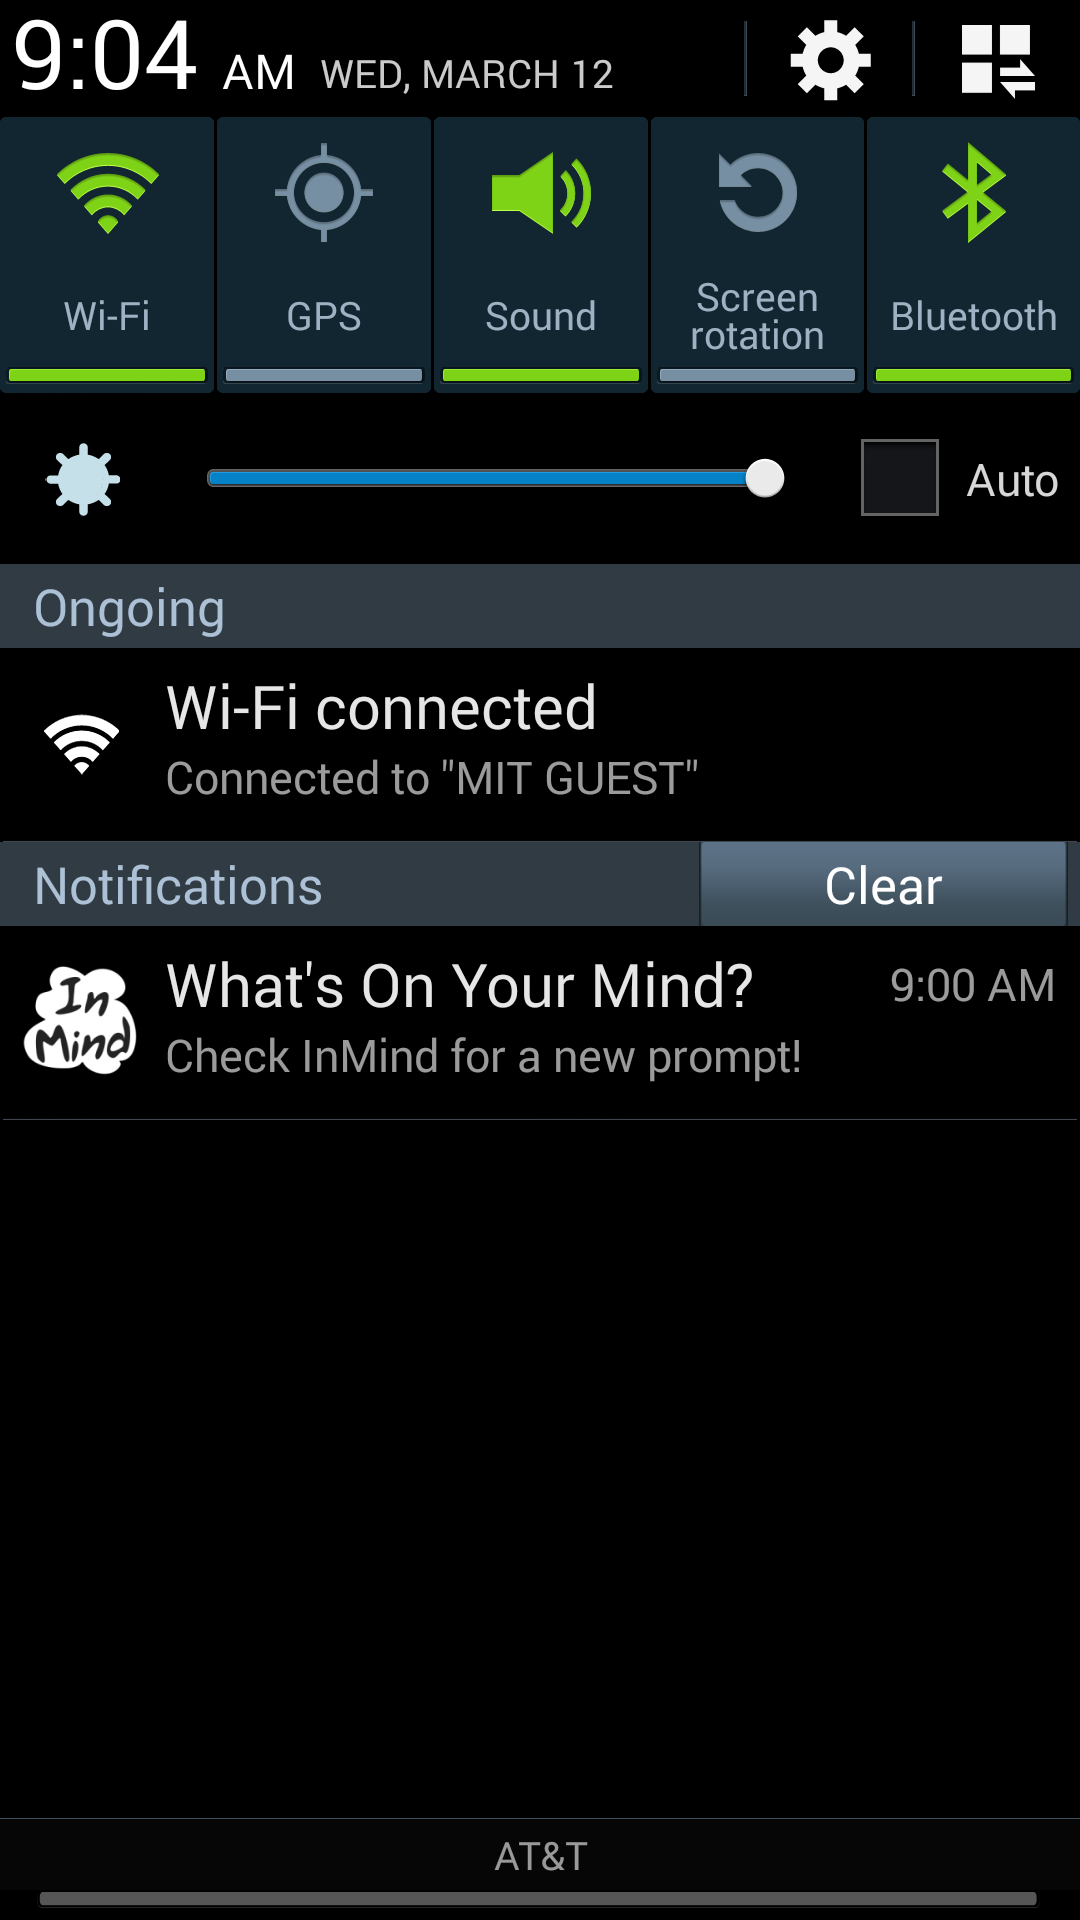 9:04 AM WED, MARCH 12
Wi-Fi GPS Sound Screen rotation Bluetooth
Auto
Ongoing
Wi-Fi connected
Connected to "MIT GUEST"
Notifications Clear
In Mind
What's On Your Mind? 9:00 AM
Check InMind for a new prompt!
AT&T